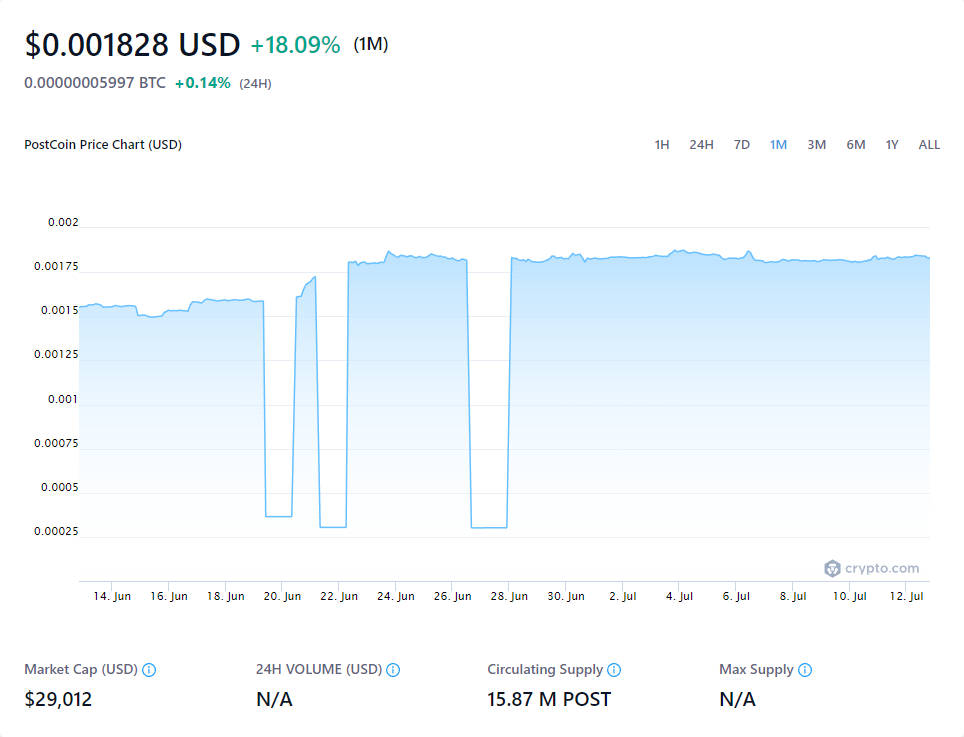 $0.001828 USD +18.09% (1M)
0.00000005997 BTC +0.14% (24H)
PostCoin Price Chart (USD) 1H 24H 7D 1M 3M 6M 1Y ALL
0.002
0.00175
0.0015
0.00125
0.001
0.00075
0.0005
0.00025
crypto.com
14. Jun 16. Jun 18. Jun 20. Jun 22. Jun 24. Jun 26. Jun 28. Jun 30. Jun 2. Jul 4. Jul 6. Jul 8. Jul 10. Jul 12. Jul
Market Cap (USD) 24H VOLUME (USD) Circulating Supply Max Supply
$29,012 N/A 15.87 M POST N/A